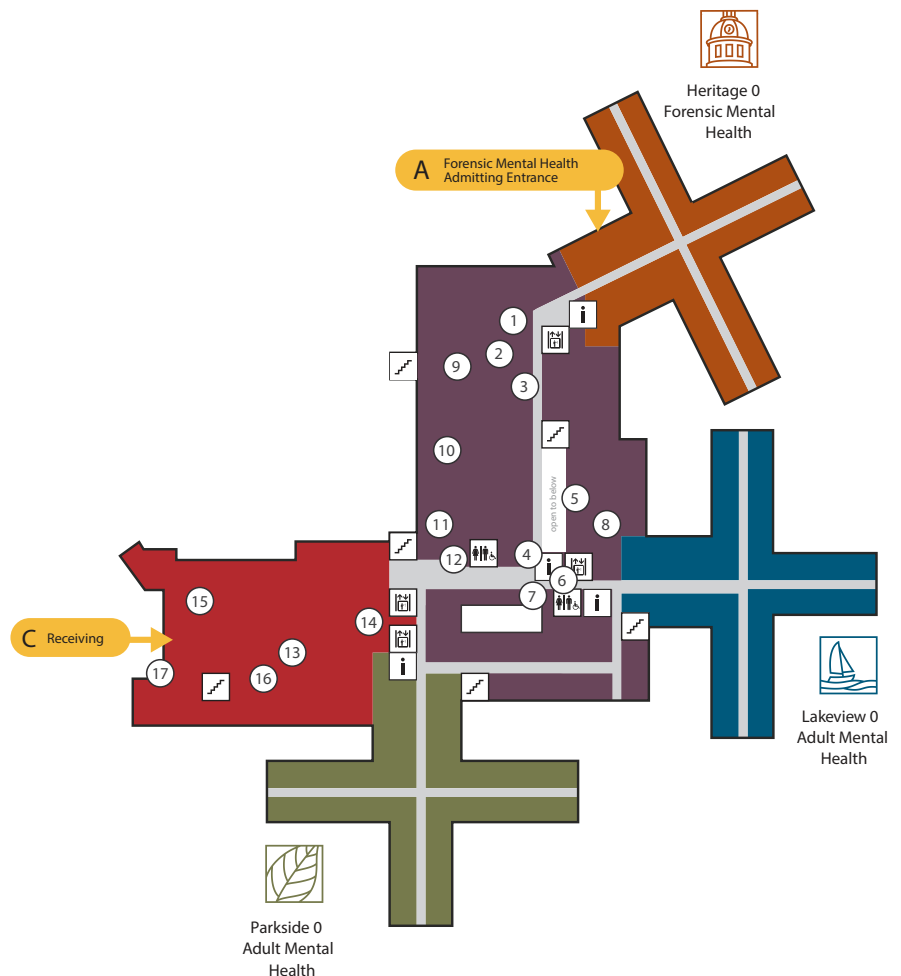 Heritage 0
Forensic Mental
Health
A
Forensic Mental Health
Admitting Entrance
i
1
2
9
3
10
open to below
5
11
8
12
4
i
6
7
i
15
14
C
Receiving
13
i
17
16
Lakeview 0
Adult Mental
Health
Parkside 0
Adult Mental
Health